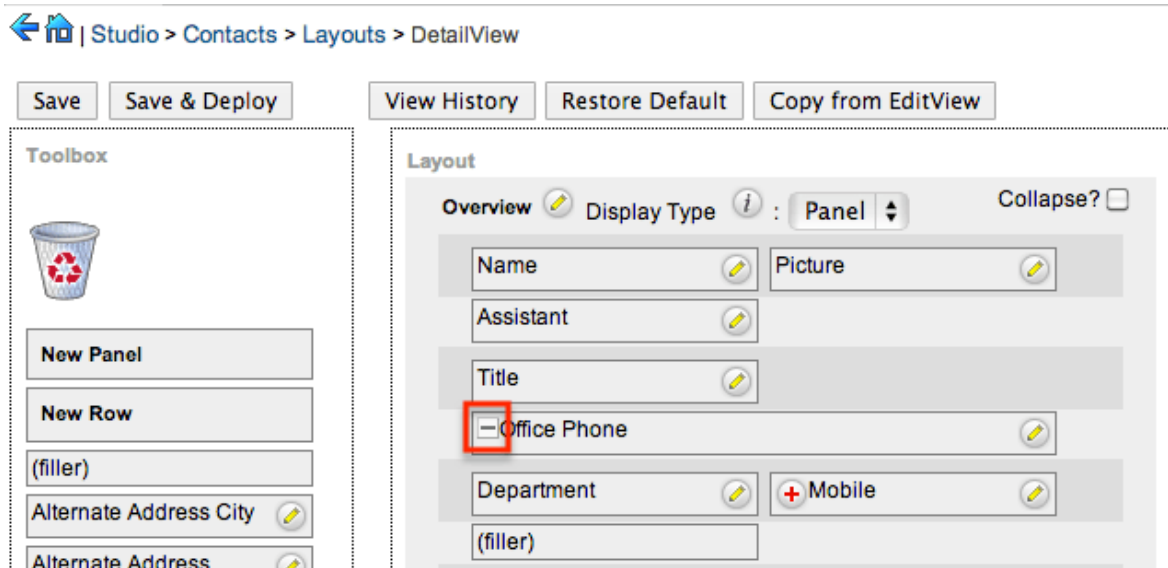 | Studio > Contacts > Layouts > DetailView
Save Save & Deploy View History Restore Default Copy from EditView
Toolbox
New Panel
New Row
(filler)
Alternate Address City
Alternate Address
Layout
Overview Display Type i : Panel Collapse?
Name Picture
Assistant
Title
Office Phone
Department Mobile
(filler)